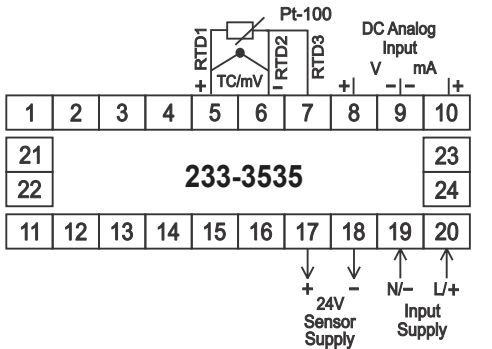 Pt-100
RTD1
RTD2
RTD3
TC/mV
+ −
DC Analog
Input
V mA
+ − − +
1 2 3 4 5 6 7 8 9 10
21 23
22 24
233-3535
11 12 13 14 15 16 17 18 19 20
+ − N/− L/+
24V
Sensor
Supply
Input
Supply